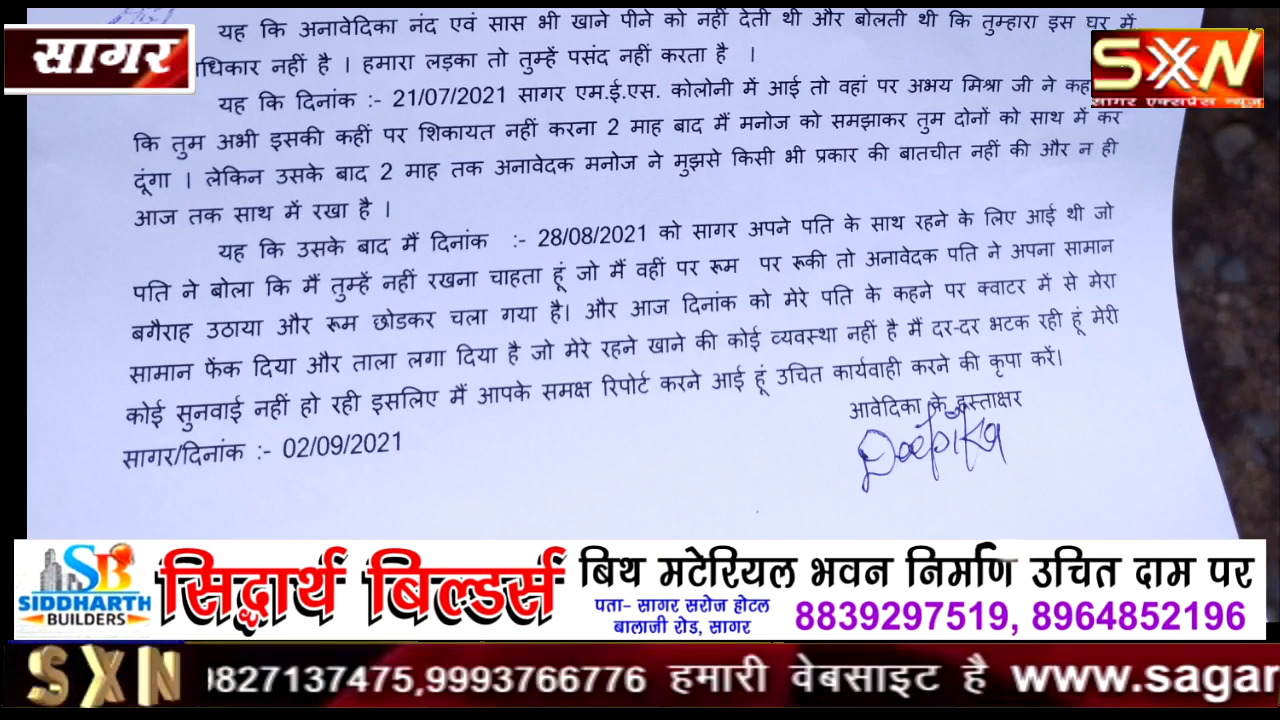 सागर
SXN
सागर एक्सप्रेस न्यूज
यह कि अनावेदिका नंद एवं सास भी खाने पीने को नहीं देती थी और बोलती थी कि तुम्हारा इस घर में
धिकार नहीं है । हमारा लड़का तो तुम्हें पसंद नहीं करता है ।
यह कि दिनांक :- 21/07/2021 सागर एम.ई.एस. कोलोनी में आई तो वहां पर अभय मिश्रा जी ने कह
कि तुम अभी इसकी कहीं पर शिकायत नहीं करना 2 माह बाद मैं मनोज को समझाकर तुम दोनों को साथ में कर
दूंगा । लेकिन उसके बाद 2 माह तक अनावेदक मनोज ने मुझसे किसी भी प्रकार की बातचीत नहीं की और न ही
आज तक साथ में रखा है ।
यह कि उसके बाद मैं दिनांक :- 28/08/2021 को सागर अपने पति के साथ रहने के लिए आई थी जो
पति ने बोला कि मैं तुम्हें नहीं रखना चाहता हूं जो मैं वहीं पर रूम पर रूकी तो अनावेदक पति ने अपना सामान
बगैराह उठाया और रूम छोडकर चला गया है। और आज दिनांक को मेरे पति के कहने पर क्वाटर में से मेरा
सामान फेंक दिया और ताला लगा दिया है जो मेरे रहने खाने की कोई व्यवस्था नहीं है मैं दर-दर भटक रही हूं मेरी
कोई सुनवाई नहीं हो रही इसलिए मैं आपके समक्ष रिपोर्ट करने आई हूं उचित कार्यवाही करने की कृपा करें।
आवेदिका के हस्ताक्षर
Deepika
सागर/दिनांक :- 02/09/2021
SB
SIDDHARTH
BUILDERS
सिद्धार्थ बिल्डर्स
बिथ मटेरियल भवन निर्माण उचित दाम पर
पता- सागर सरोज होटल
बालाजी रोड, सागर
8839297519, 8964852196
SXN
9827137475,9993766776 हमारी वेबसाइट है www.sagar